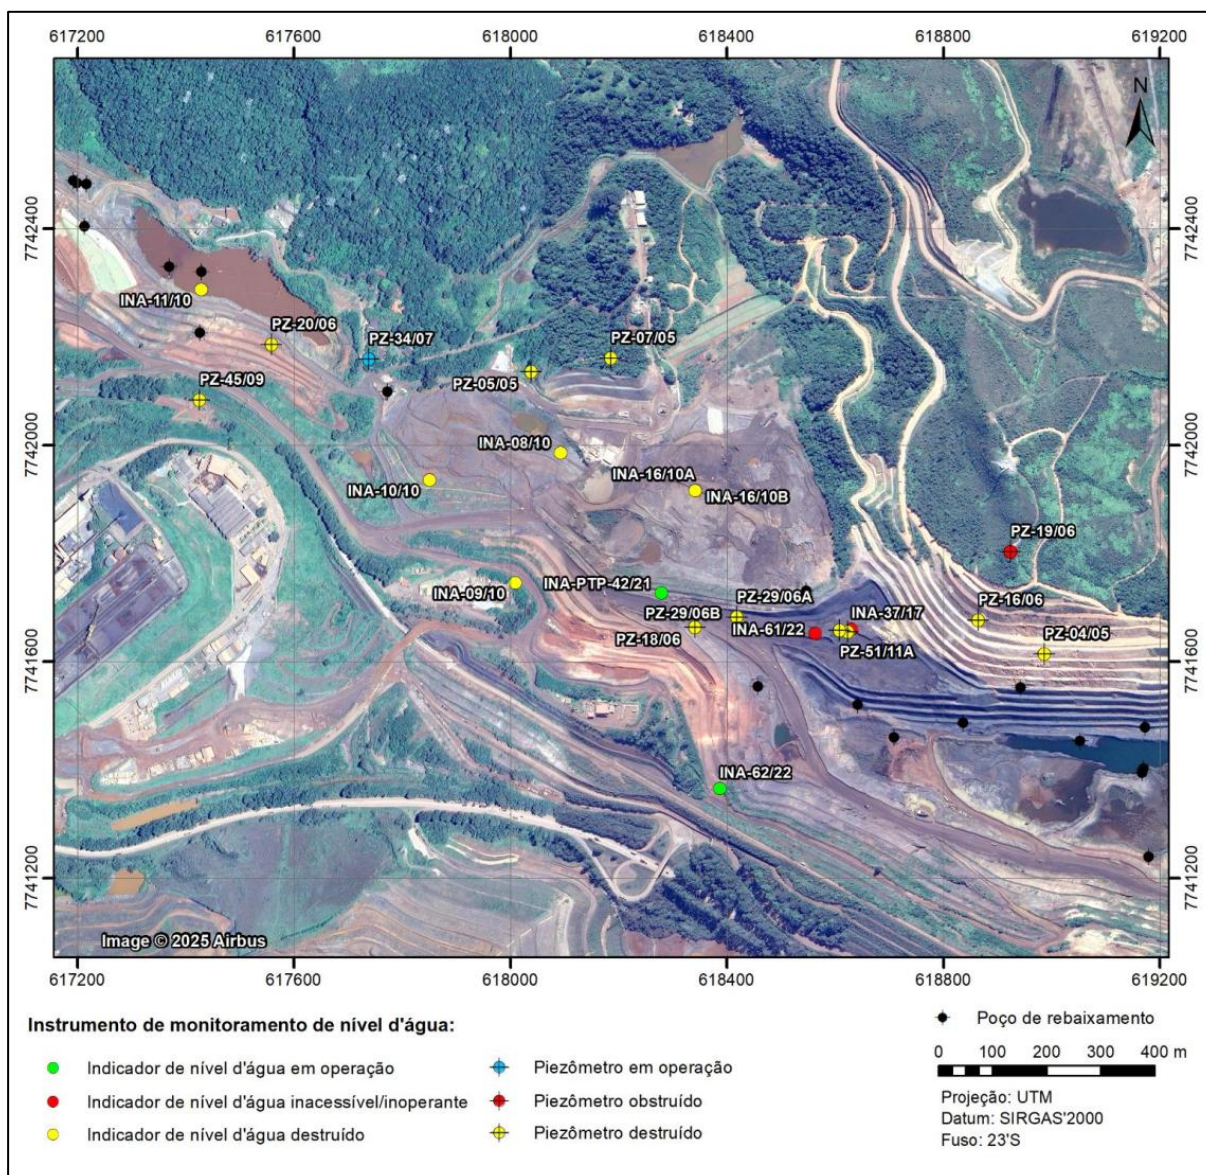 617200 617600 618000 618400 618800 619200
N
7742400 7742400
INA-11/10
PZ-20/06
PZ-34/07
PZ-07/05
PZ-45/09
PZ-05/05
7742000 7742000
INA-08/10
INA-10/10
INA-16/10A
INA-16/10B
PZ-19/06
INA-09/10
INA-PTP-42/21
PZ-29/06A
INA-37/17
PZ-16/06
PZ-29/06B
INA-61/22
PZ-18/06
PZ-51/11A
PZ-04/05
7741600 7741600
INA-62/22
7741200 7741200
Image © 2025 Airbus
617200 617600 618000 618400 618800 619200
Instrumento de monitoramento de nível d'água:
Indicador de nível d'água em operação
Indicador de nível d'água inacessível/inoperante
Indicador de nível d'água destruído
Piezômetro em operação
Piezômetro obstruído
Piezômetro destruído
Poço de rebaixamento
0 100 200 300 400 m
Projeção: UTM
Datum: SIRGAS'2000
Fuso: 23'S